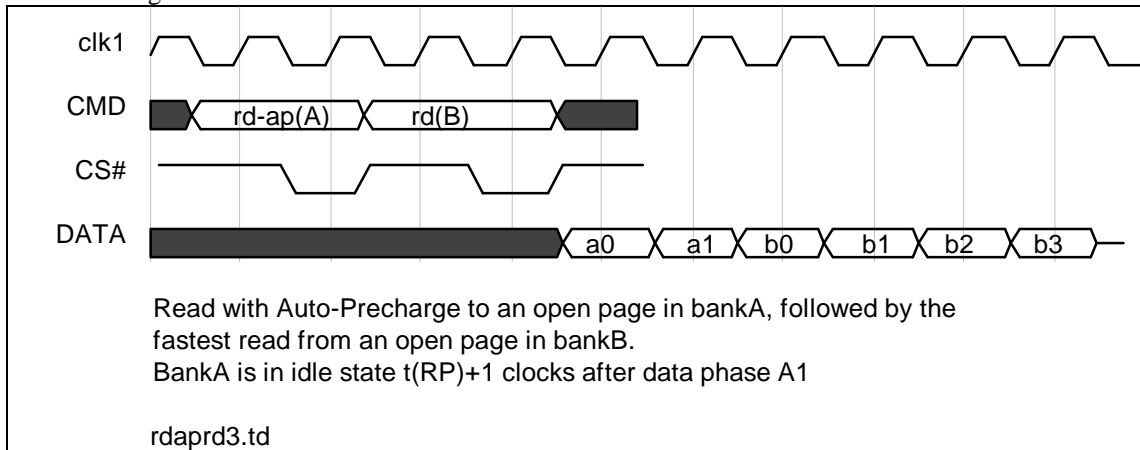 clk1
CMD rd-ap(A) rd(B)
CS#
DATA a0 a1 b0 b1 b2 b3
Read with Auto-Precharge to an open page in bankA, followed by the
fastest read from an open page in bankB.
BankA is in idle state t(RP)+1 clocks after data phase A1
rdaprd3.td